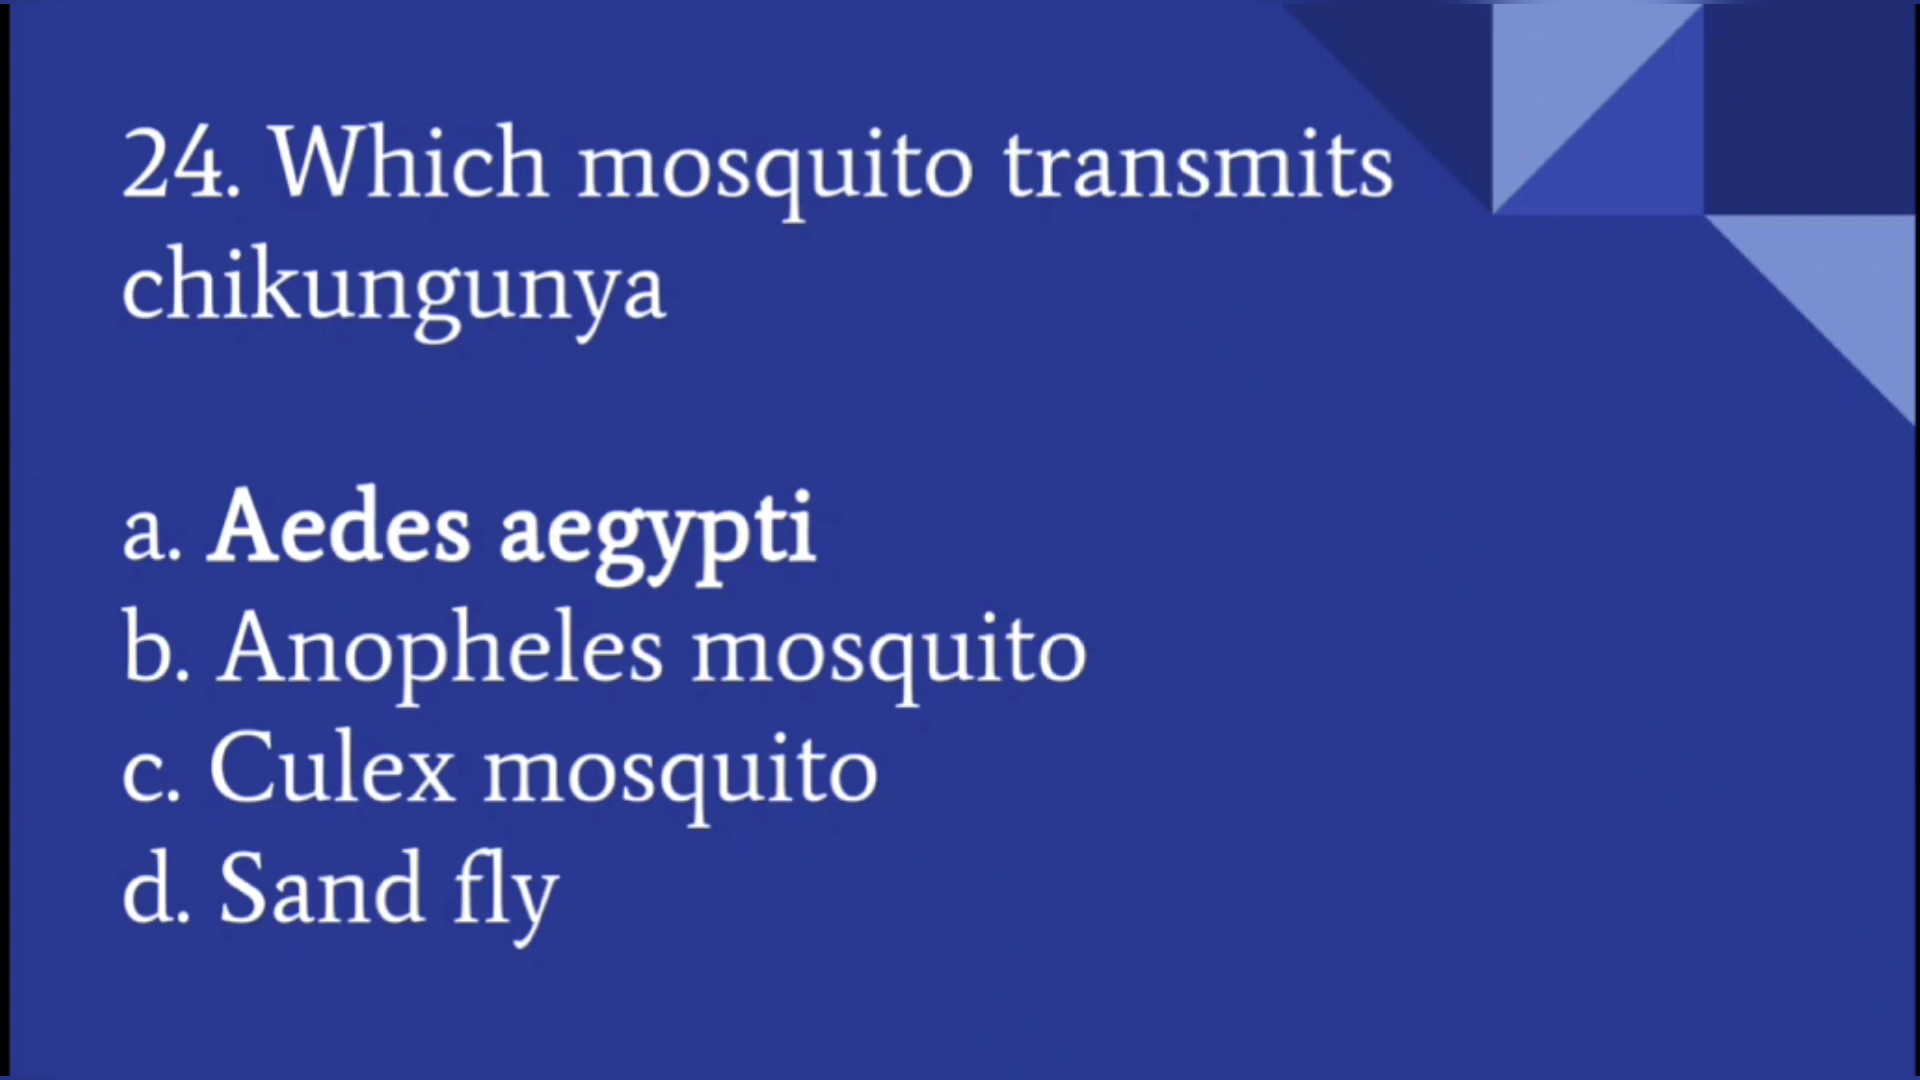 24. Which mosquito transmits
chikungunya
a. Aedes aegypti
b. Anopheles mosquito
c. Culex mosquito
d. Sand fly